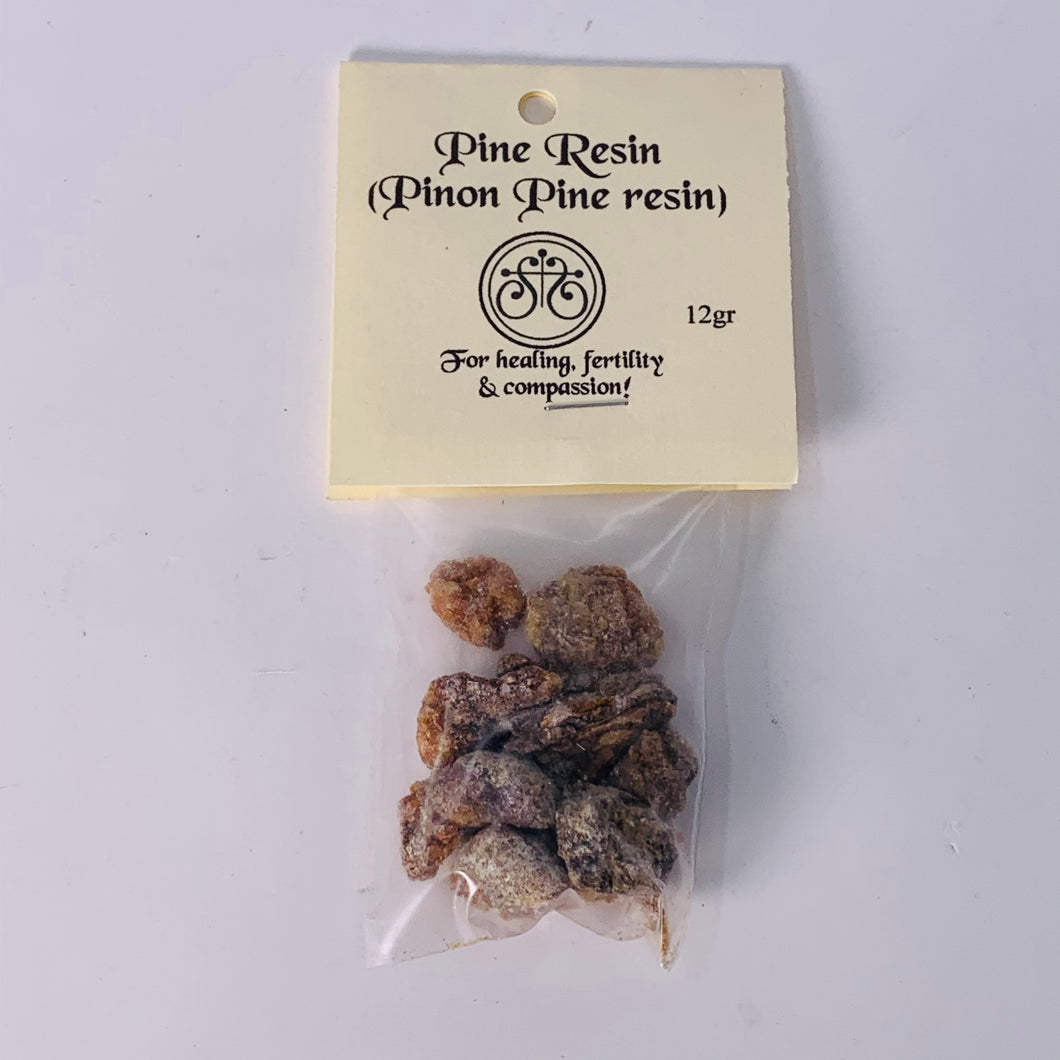 Pine Resin
(Pinon Pine resin)
12gr
For healing, fertility
& compassion!